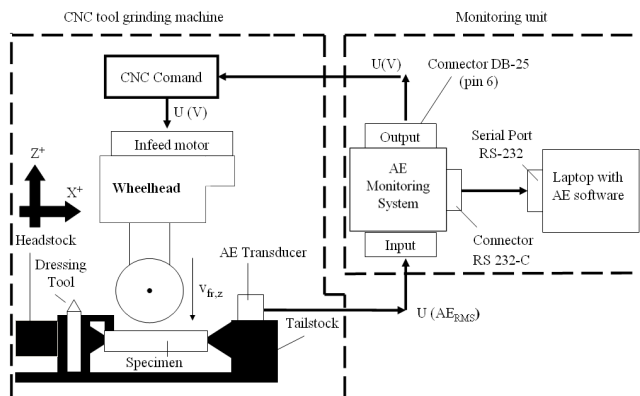 CNC tool grinding machine
Monitoring unit
CNC Comand
U(V)
Connector DB-25
(pin 6)
U (V)
Infeed motor
Output
Serial Port
RS-232
Z+
X+
Wheelhead
AE
Monitoring
System
Laptop with
AE software
Headstock
Dressing
Tool
AE Transducer
Input
Connector
RS 232-C
vfr,z
U (AERMS)
Tailstock
Specimen